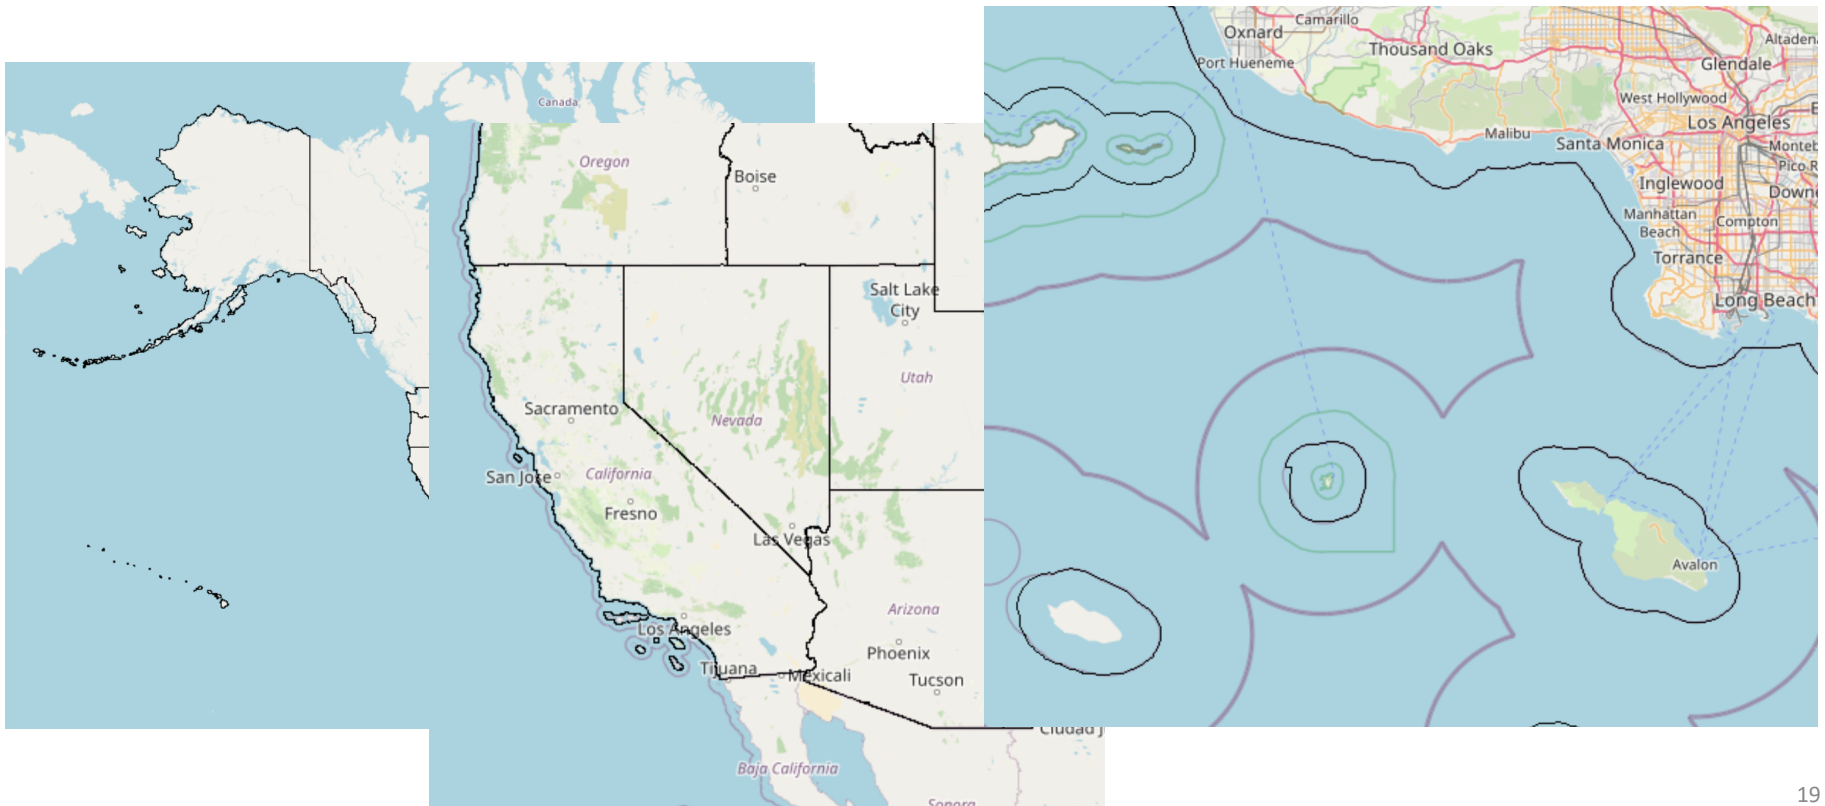 Canada
Oregon
Boise
Salt Lake
City
Utah
Nevada
Sacramento
San Jose
California
Fresno
Las Vegas
Arizona
Los Angeles
Phoenix
Tijuana
Mexicali
Tucson
Baja California
Sonora
Camarillo
Oxnard
Thousand Oaks
Port Hueneme
Glendale
West Hollywood
Los Angeles
Malibu
Santa Monica
Inglewood
Manhattan
Beach
Compton
Torrance
Long Beach
Avalon
19